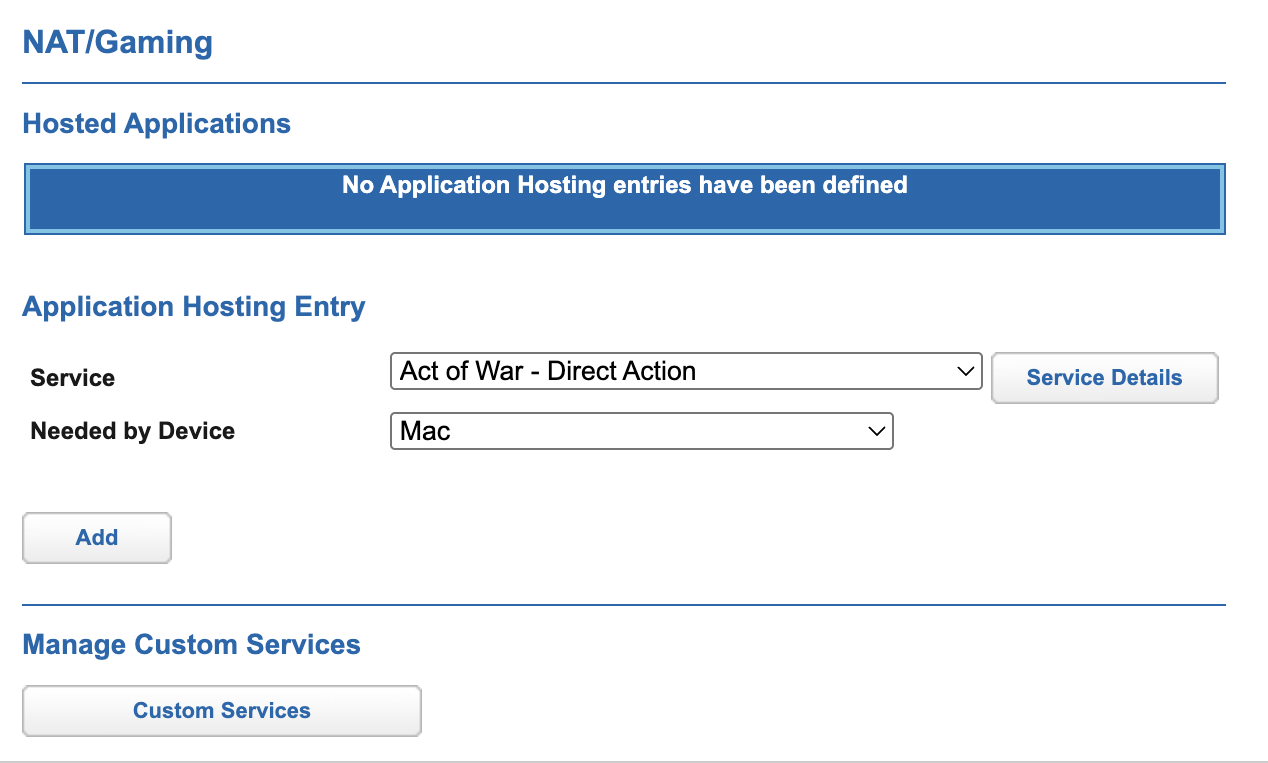 NAT/Gaming
Hosted Applications
No Application Hosting entries have been defined
Application Hosting Entry
Service Act of War - Direct Action Service Details
Needed by Device Mac
Add
Manage Custom Services
Custom Services